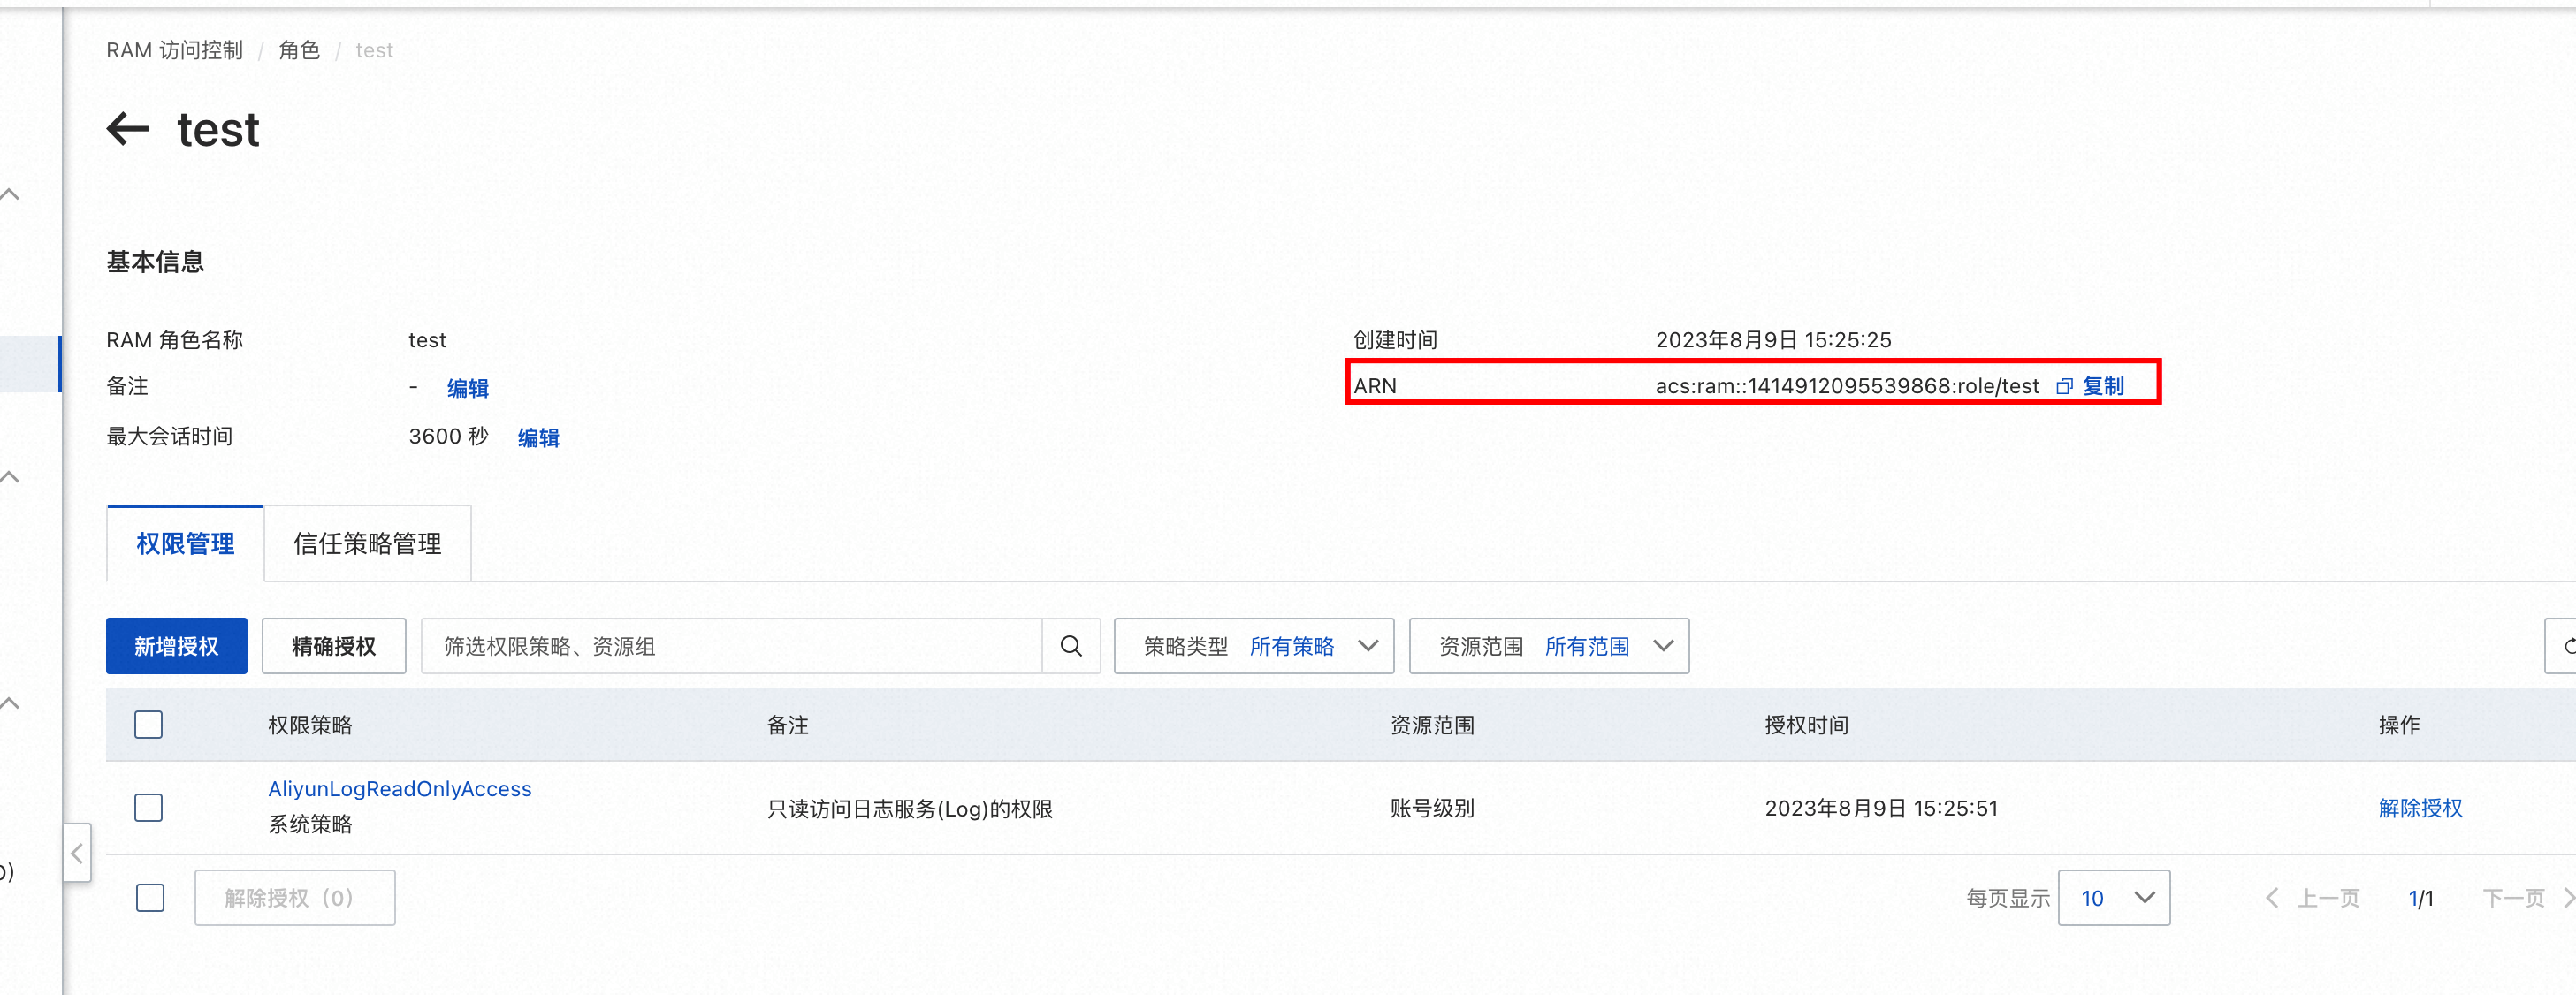 RAM 访问控制 / 角色 / test
← test
基本信息
RAM 角色名称 test 创建时间 2023年8月9日 15:25:25
备注 - 编辑 ARN acs:ram::1414912095539868:role/test 复制
最大会话时间 3600 秒 编辑
权限管理 信任策略管理
新增授权 精确授权 筛选权限策略、资源组 策略类型 所有策略 资源范围 所有范围
权限策略 备注 资源范围 授权时间 操作
AliyunLogReadOnlyAccess
系统策略 只读访问日志服务(Log)的权限 账号级别 2023年8月9日 15:25:51 解除授权
解除授权（0） 每页显示 10 上一页 1/1 下一页